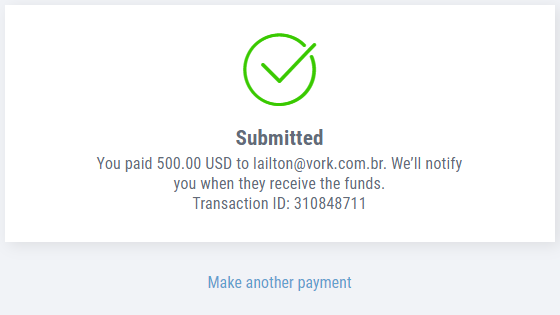 Submitted
You paid 500.00 USD to lailton@vork.com.br. We’ll notify
you when they receive the funds.
Transaction ID: 310848711
Make another payment